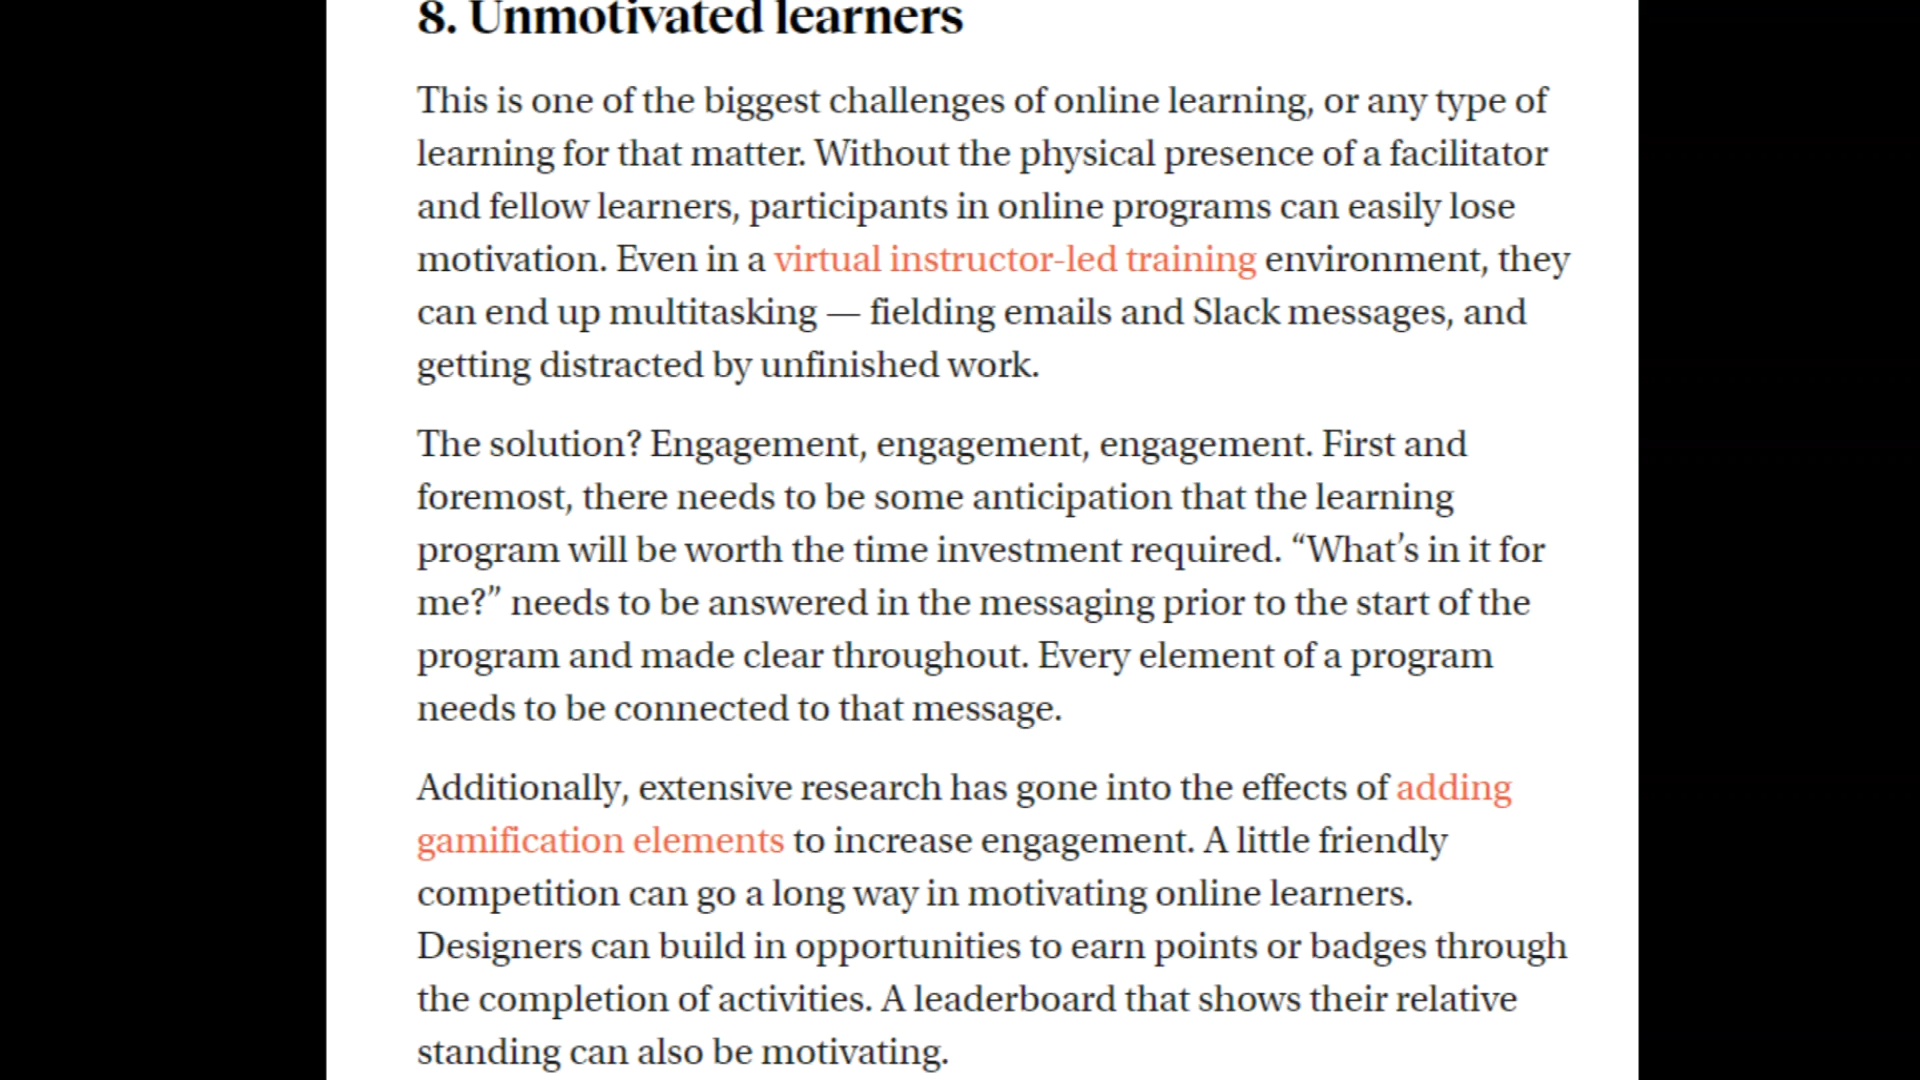 8. Unmotivated learners
This is one of the biggest challenges of online learning, or any type of
learning for that matter. Without the physical presence of a facilitator
and fellow learners, participants in online programs can easily lose
motivation. Even in a virtual instructor-led training environment, they
can end up multitasking — fielding emails and Slack messages, and
getting distracted by unfinished work.
The solution? Engagement, engagement, engagement. First and
foremost, there needs to be some anticipation that the learning
program will be worth the time investment required. “What’s in it for
me?” needs to be answered in the messaging prior to the start of the
program and made clear throughout. Every element of a program
needs to be connected to that message.
Additionally, extensive research has gone into the effects of adding
gamification elements to increase engagement. A little friendly
competition can go a long way in motivating online learners.
Designers can build in opportunities to earn points or badges through
the completion of activities. A leaderboard that shows their relative
standing can also be motivating.